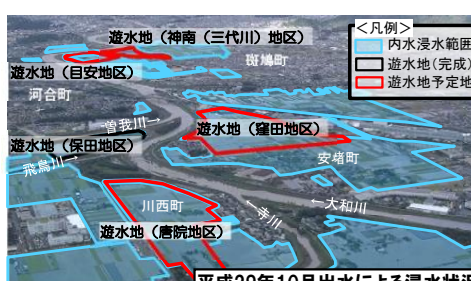 遊水地（神南（三代川）地区）
斑鳩町
＜凡例＞
内水浸水範囲
遊水地（完成）
遊水地予定地
遊水地（目安地区）
河合町
曽我川→
遊水地（窪田地区）
遊水地（保田地区）
飛鳥川→
安堵町
川西町
←寺川
←大和川
遊水地（唐院地区）
平成29年10月出水による浸水状況